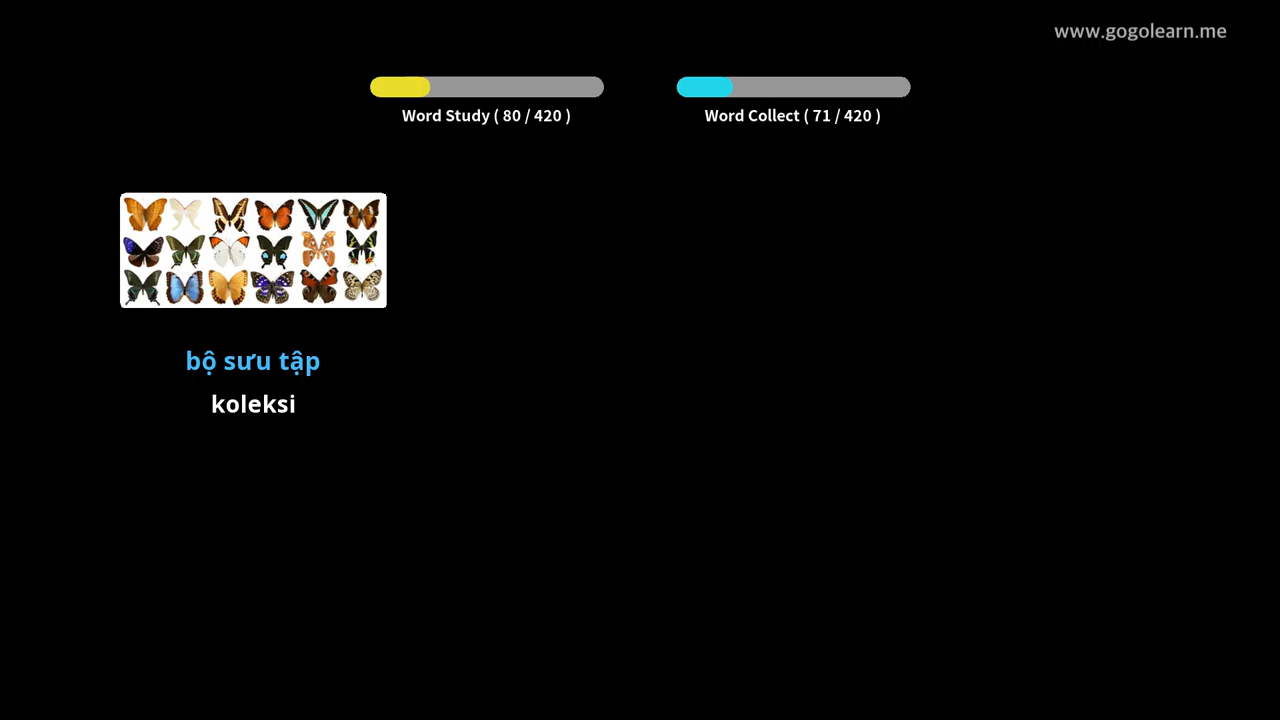 www.gogolearn.me
Word Study ( 80 / 420 )
Word Collect ( 71 / 420 )
bộ sưu tập
koleksi